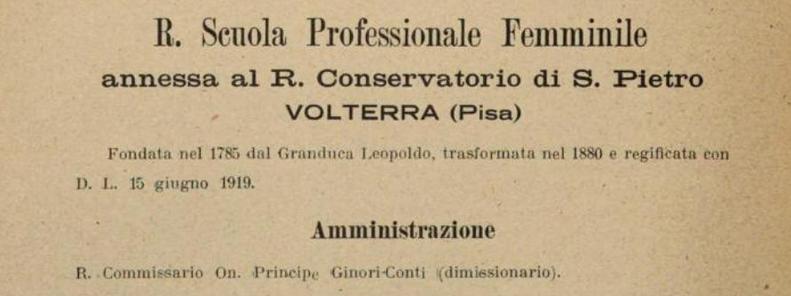 R. Scuola Professionale Femminile
annessa al R. Conservatorio di S. Pietro
VOLTERRA (Pisa)
Fondata nel 1785 dal Granduca Leopoldo, trasformata nel 1880 e regificata con
D. L. 15 giugno 1919.
Amministrazione
R. Commissario On. Principe Ginori-Conti (dimissionario).